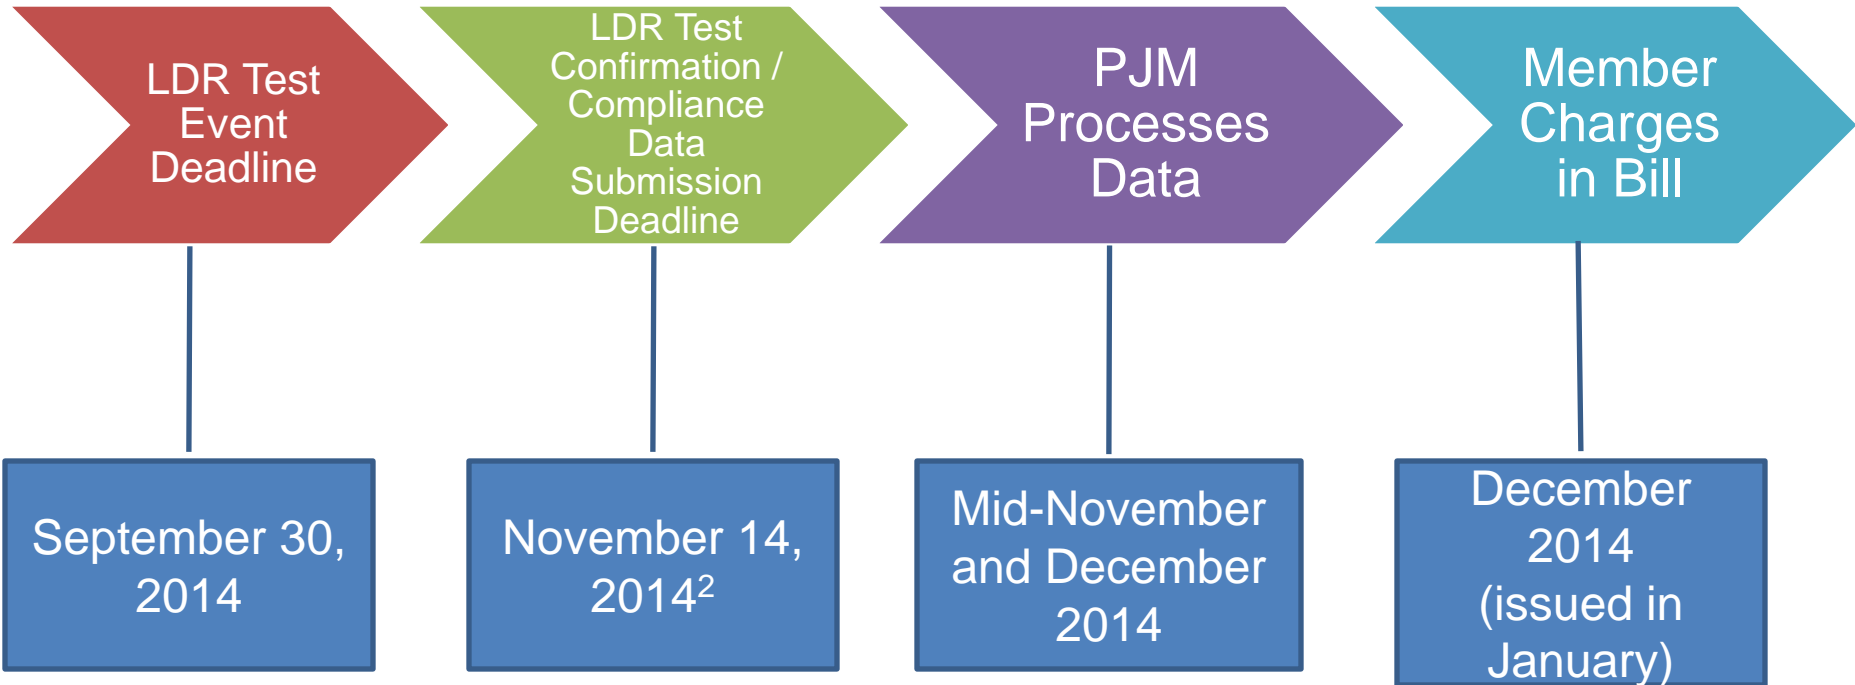 LDR Test
Event
Deadline
LDR Test
Confirmation /
Compliance
Data
Submission
Deadline
PJM
Processes
Data
Member
Charges
in Bill
September 30,
2014
November 14,
2014²
Mid-November
and December
2014
December
2014
(issued in
January)